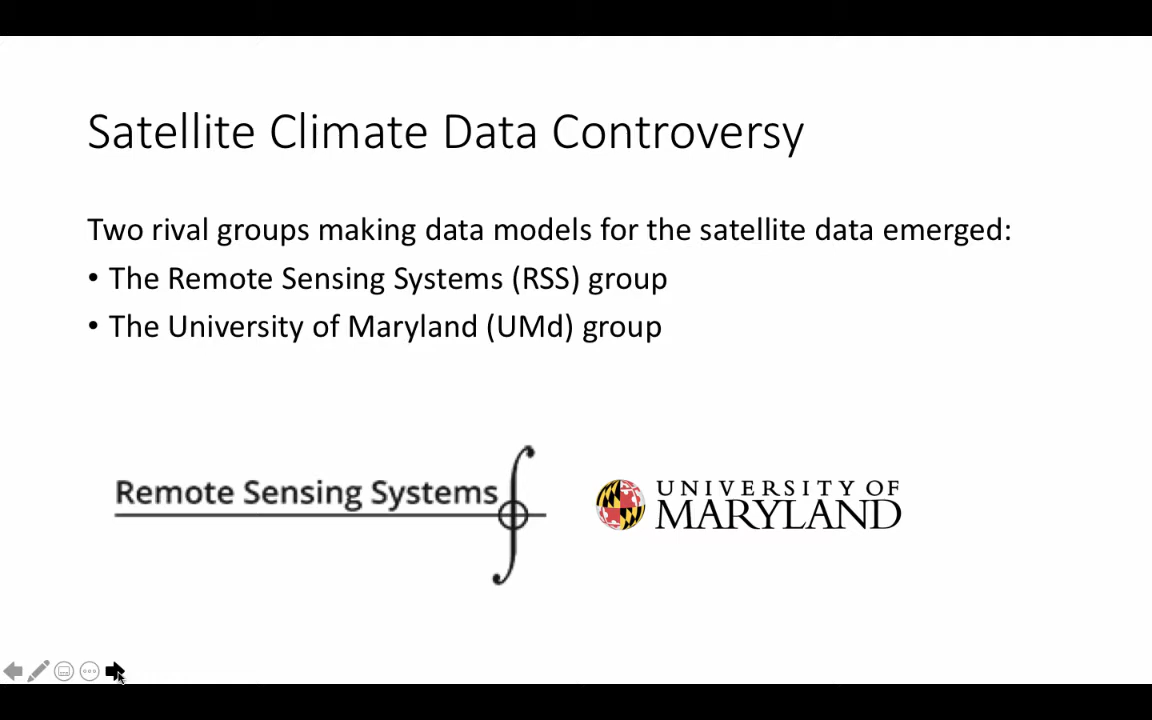 Satellite Climate Data Controversy
Two rival groups making data models for the satellite data emerged:
• The Remote Sensing Systems (RSS) group
• The University of Maryland (UMd) group
Remote Sensing Systems
UNIVERSITY OF
MARYLAND